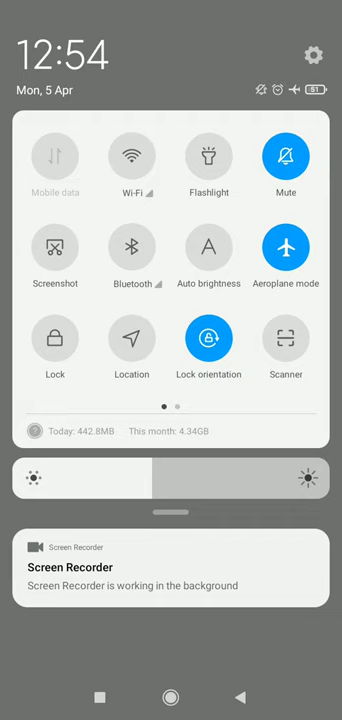 12:54
Mon, 5 Apr
51
Mobile data
Wi-Fi
Flashlight
Mute
Screenshot
Bluetooth
Auto brightness
Aeroplane mode
Lock
Location
Lock orientation
Scanner
Today: 442.8MB
This month: 4.34GB
Screen Recorder
Screen Recorder
Screen Recorder is working in the background